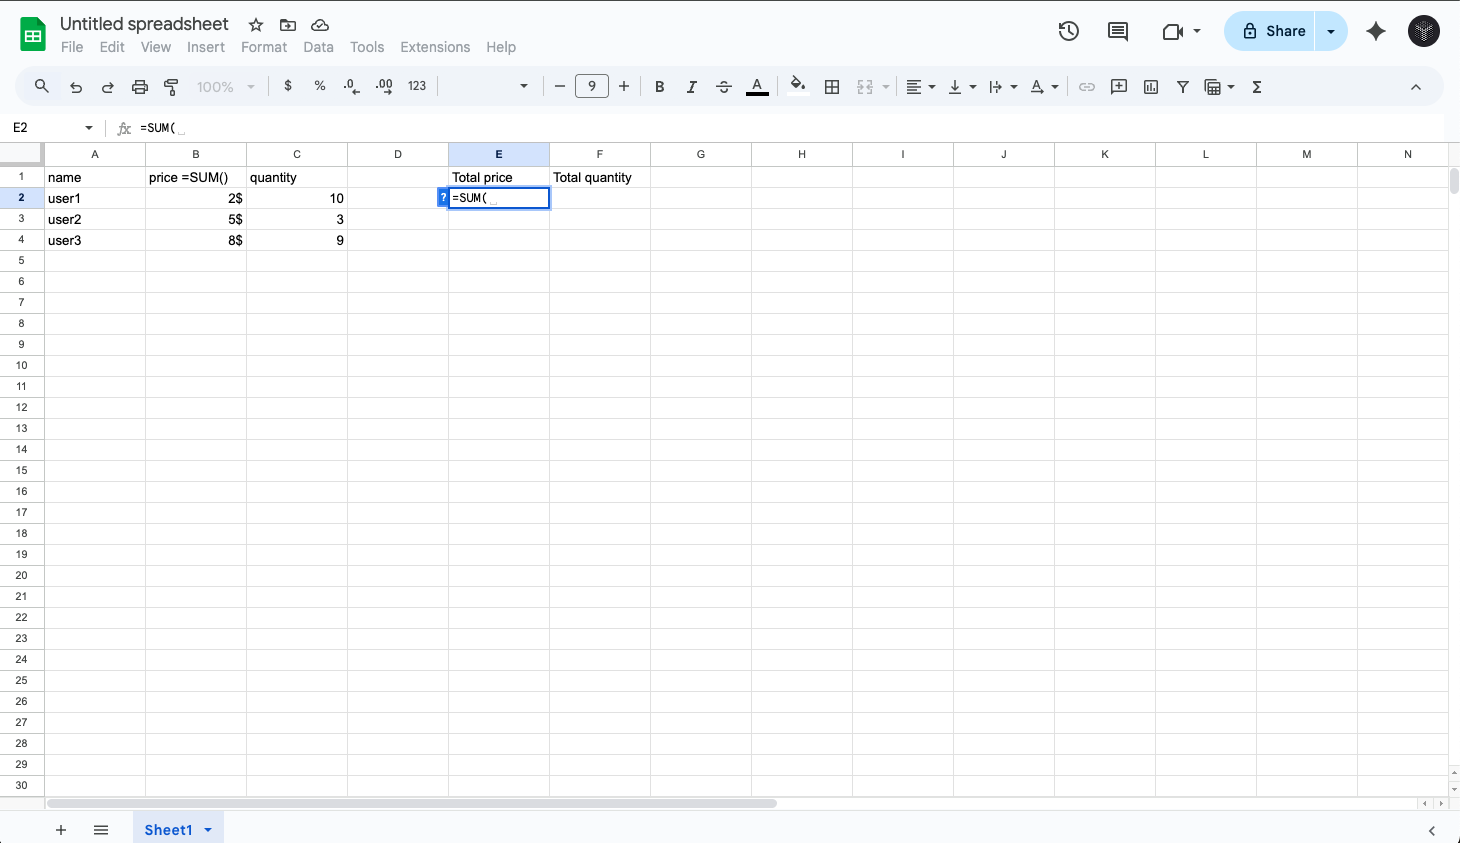 Untitled spreadsheet
File Edit View Insert Format Data Tools Extensions Help
Share
100% $ % .0 .00 123 9 B I A A Σ
E2 fx =SUM(
A B C D E F G H I J K L M N
1 name price =SUM() quantity Total price Total quantity
2 user1 2$ 10 ? =SUM(
3 user2 5$ 3
4 user3 8$ 9
5
6
7
8
9
10
11
12
13
14
15
16
17
18
19
20
21
22
23
24
25
26
27
28
29
30
Sheet1